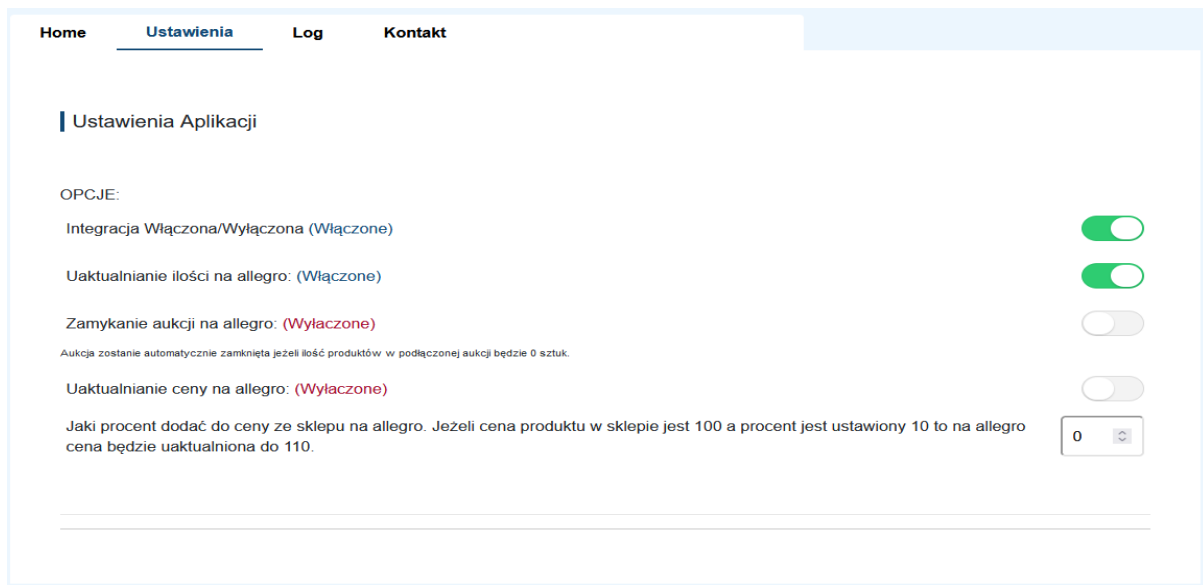 Home Ustawienia Log Kontakt
Ustawienia Aplikacji
OPCJE:
Integracja Włączona/Wyłączona (Włączone)
Uaktualnianie ilości na allegro: (Włączone)
Zamykanie aukcji na allegro: (Wyłaczone)
Aukcja zostanie automatycznie zamknięta jeżeli ilość produktów w podłączonej aukcji będzie 0 sztuk.
Uaktualnianie ceny na allegro: (Wyłaczone)
Jaki procent dodać do ceny ze sklepu na allegro. Jeżeli cena produktu w sklepie jest 100 a procent jest ustawiony 10 to na allegro
cena będzie uaktualniona do 110.
0